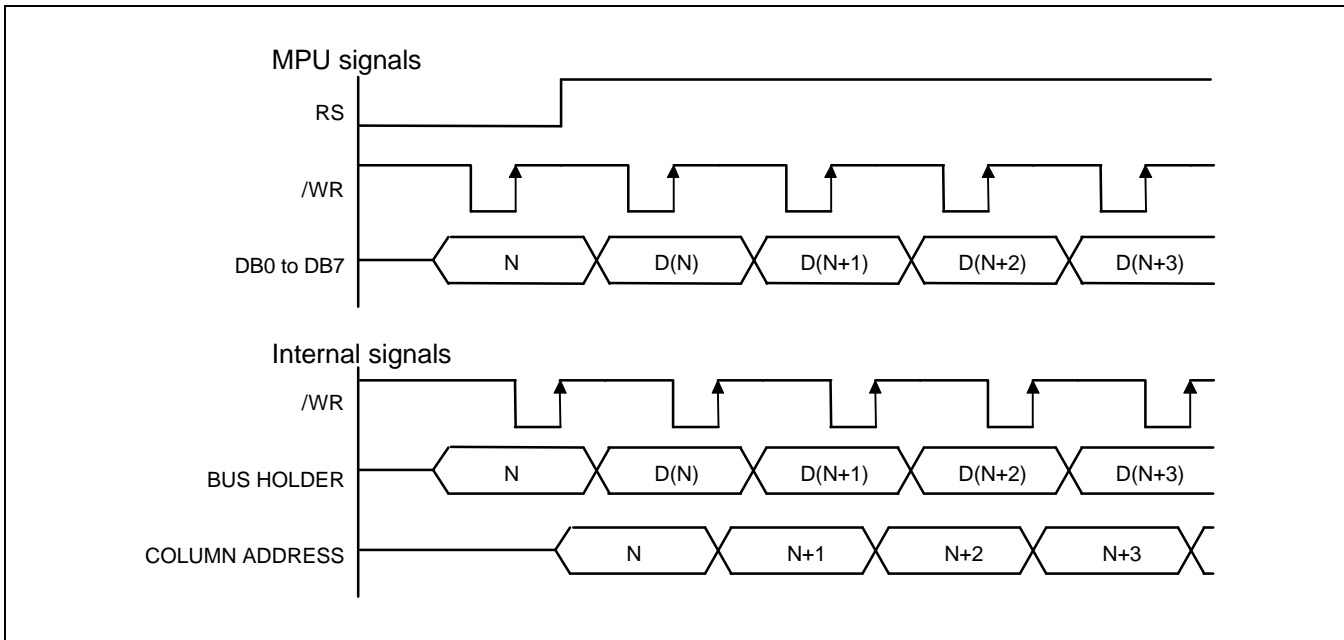 MPU signals
RS
/WR
DB0 to DB7 N D(N) D(N+1) D(N+2) D(N+3)
Internal signals
/WR
BUS HOLDER N D(N) D(N+1) D(N+2) D(N+3)
COLUMN ADDRESS N N+1 N+2 N+3